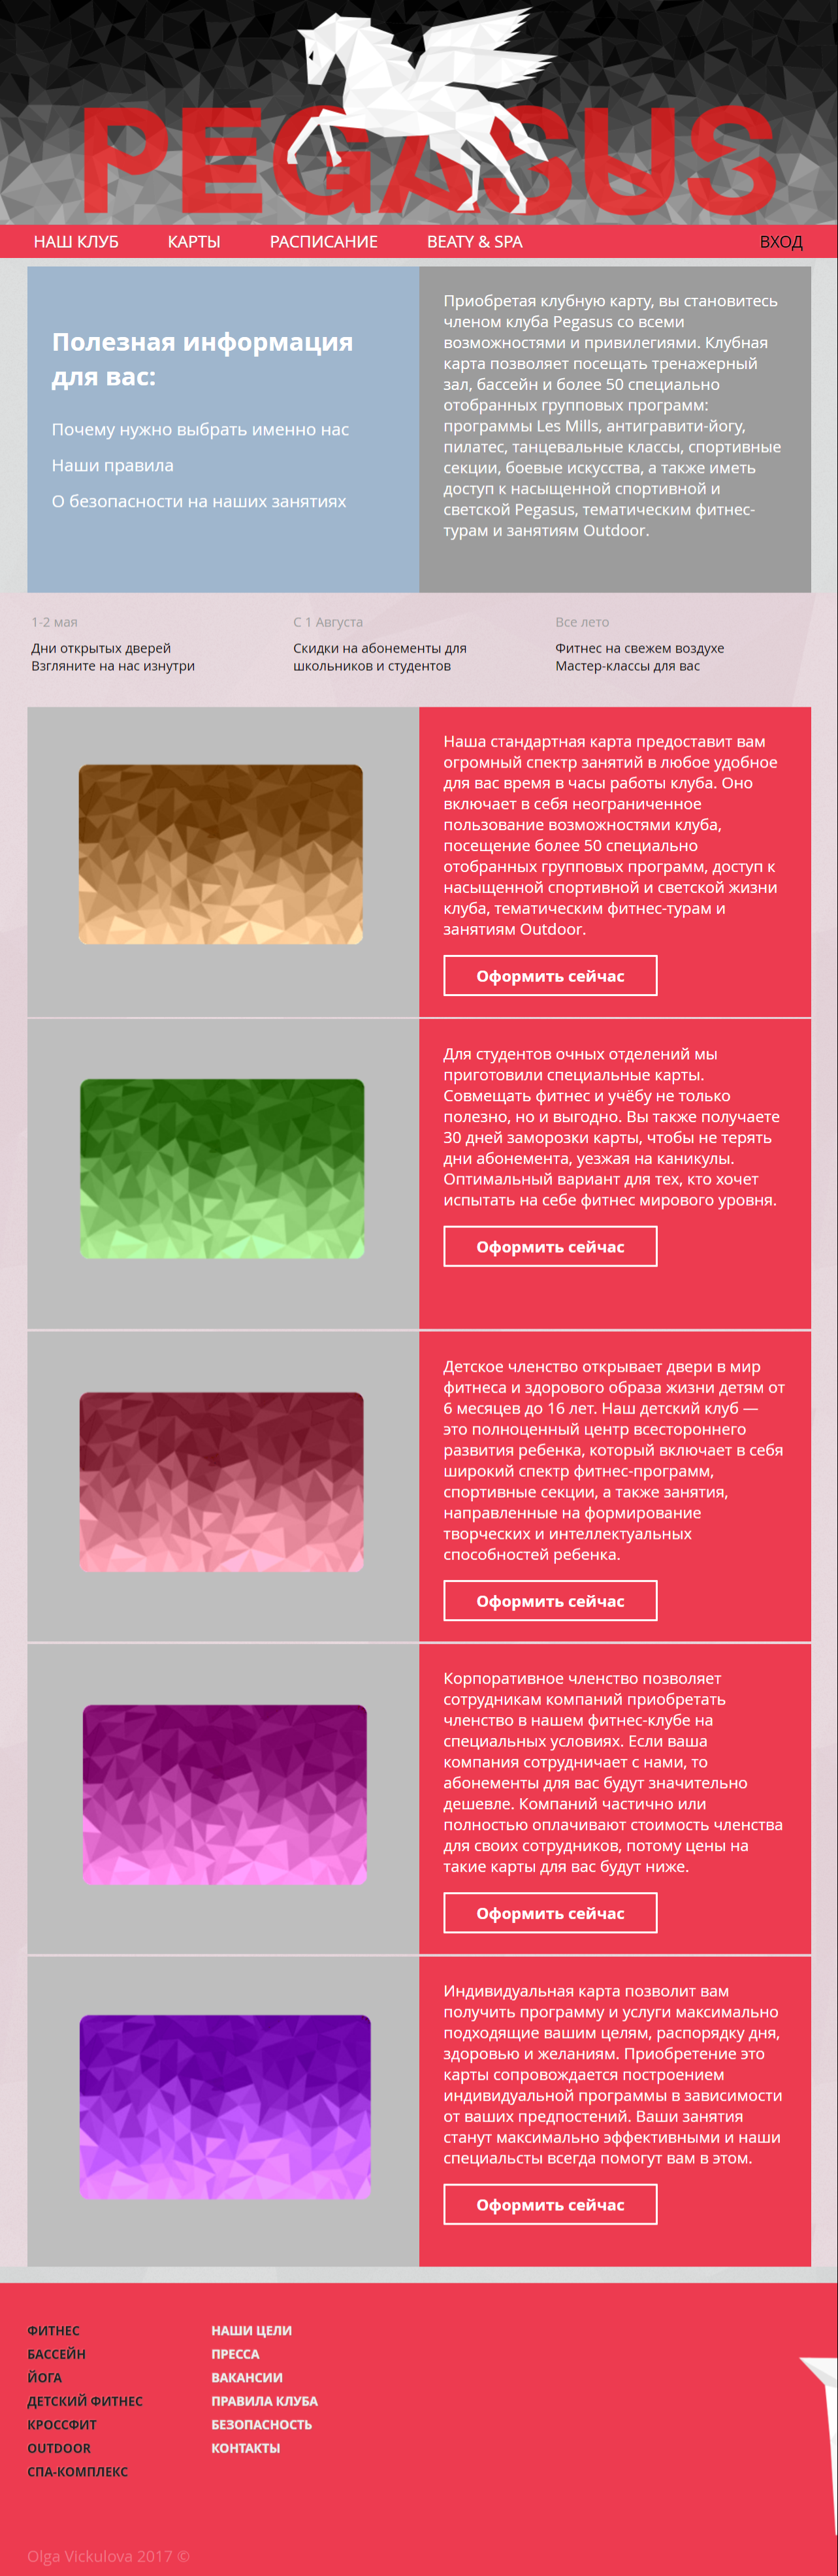 PEGASUS
НАШ КЛУБ КАРТЫ РАСПИСАНИЕ BEATY & SPA ВХОД
Полезная информация
для вас:
Почему нужно выбрать именно нас
Наши правила
О безопасности на наших занятиях
Приобретая клубную карту, вы становитесь
членом клуба Pegasus со всеми
возможностями и привилегиями. Клубная
карта позволяет посещать тренажерный
зал, бассейн и более 50 специально
отобранных групповых программ:
программы Les Mills, антигравити-йогу,
пилатес, танцевальные классы, спортивные
секции, боевые искусства, а также иметь
доступ к насыщенной спортивной и
светской Pegasus, тематическим фитнес-
турам и занятиям Outdoor.
1-2 мая
Дни открытых дверей
Взгляните на нас изнутри
С 1 Августа
Скидки на абонементы для
школьников и студентов
Все лето
Фитнес на свежем воздухе
Мастер-классы для вас
Наша стандартная карта предоставит вам
огромный спектр занятий в любое удобное
для вас время в часы работы клуба. Оно
включает в себя неограниченное
пользование возможностями клуба,
посещение более 50 специально
отобранных групповых программ, доступ к
насыщенной спортивной и светской жизни
клуба, тематическим фитнес-турам и
занятиям Outdoor.
Оформить сейчас
Для студентов очных отделений мы
приготовили специальные карты.
Совмещать фитнес и учёбу не только
полезно, но и выгодно. Вы также получаете
30 дней заморозки карты, чтобы не терять
дни абонемента, уезжая на каникулы.
Оптимальный вариант для тех, кто хочет
испытать на себе фитнес мирового уровня.
Оформить сейчас
Детское членство открывает двери в мир
фитнеса и здорового образа жизни детям от
6 месяцев до 16 лет. Наш детский клуб —
это полноценный центр всестороннего
развития ребенка, который включает в себя
широкий спектр фитнес-программ,
спортивные секции, а также занятия,
направленные на формирование
творческих и интеллектуальных
способностей ребенка.
Оформить сейчас
Корпоративное членство позволяет
сотрудникам компаний приобретать
членство в нашем фитнес-клубе на
специальных условиях. Если ваша
компания сотрудничает с нами, то
абонементы для вас будут значительно
дешевле. Компаний частично или
полностью оплачивают стоимость членства
для своих сотрудников, потому цены на
такие карты для вас будут ниже.
Оформить сейчас
Индивидуальная карта позволит вам
получить программу и услуги максимально
подходящие вашим целям, распорядку дня,
здоровью и желаниям. Приобретение это
карты сопровождается построением
индивидуальной программы в зависимости
от ваших предпостений. Ваши занятия
станут максимально эффективными и наши
специальсты всегда помогут вам в этом.
Оформить сейчас
ФИТНЕС
БАССЕЙН
ЙОГА
ДЕТСКИЙ ФИТНЕС
КРОССФИТ
OUTDOOR
СПА-КОМПЛЕКС
НАШИ ЦЕЛИ
ПРЕССА
ВАКАНСИИ
ПРАВИЛА КЛУБА
БЕЗОПАСНОСТЬ
КОНТАКТЫ
Olga Vickulova 2017 ©